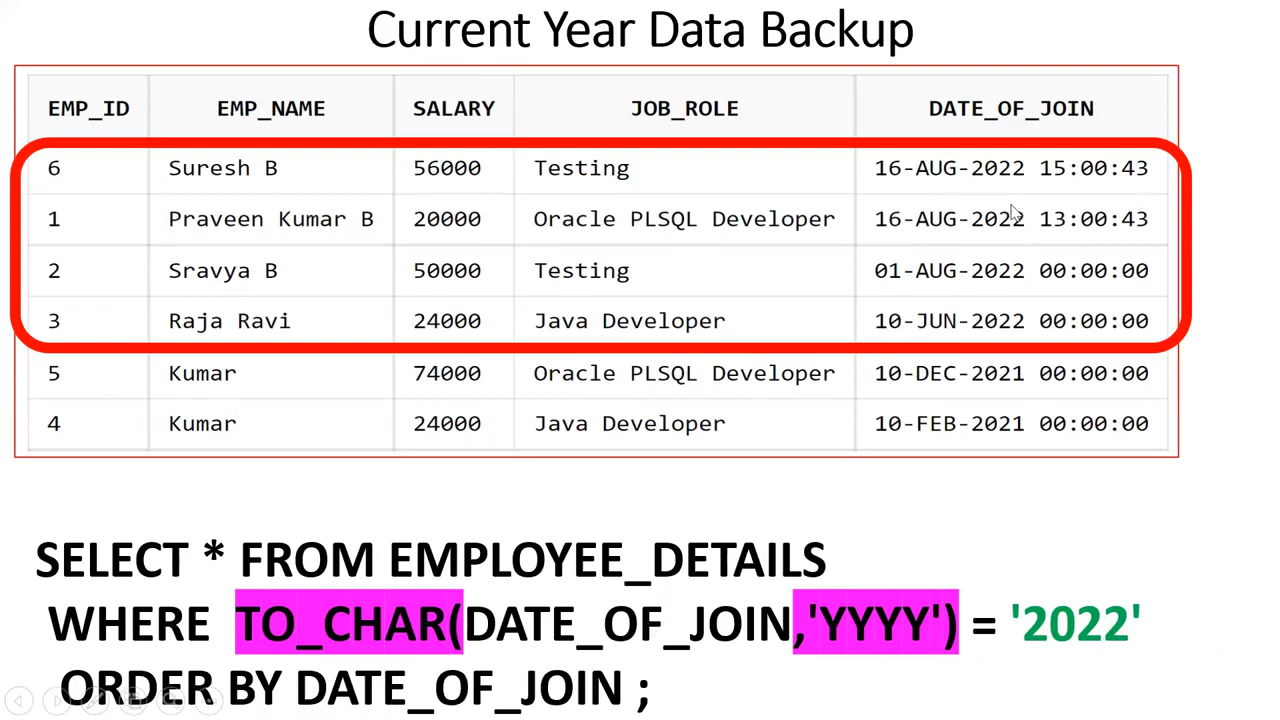 Current Year Data Backup
EMP_ID EMP_NAME SALARY JOB_ROLE DATE_OF_JOIN
6 Suresh B 56000 Testing 16-AUG-2022 15:00:43
1 Praveen Kumar B 20000 Oracle PLSQL Developer 16-AUG-2022 13:00:43
2 Sravya B 50000 Testing 01-AUG-2022 00:00:00
3 Raja Ravi 24000 Java Developer 10-JUN-2022 00:00:00
5 Kumar 74000 Oracle PLSQL Developer 10-DEC-2021 00:00:00
4 Kumar 24000 Java Developer 10-FEB-2021 00:00:00
SELECT * FROM EMPLOYEE_DETAILS
WHERE TO_CHAR(DATE_OF_JOIN,'YYYY') = '2022'
ORDER BY DATE_OF_JOIN ;